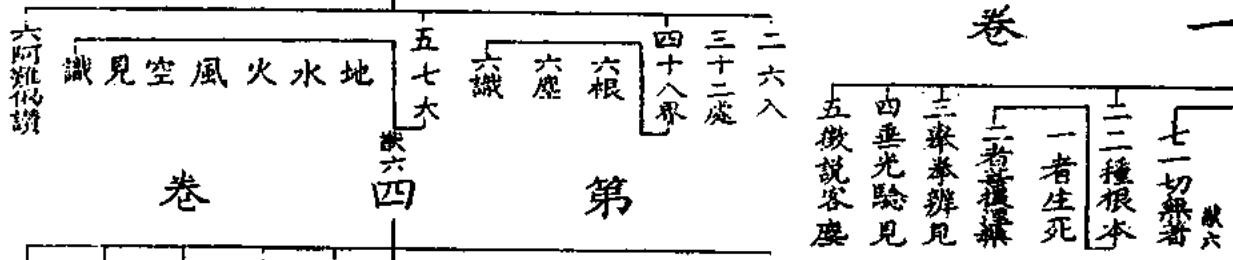 一
卷
七一切無著
二二種根本
一者生死
二者菩提涅槃
三舉拳辨見
四垂光驗見
五徵說客塵
二六入
三十二處
四十八界
六根
六塵
六識
五七大
地
水
火
風
空
見
識
六阿難偈讚
第
四
卷